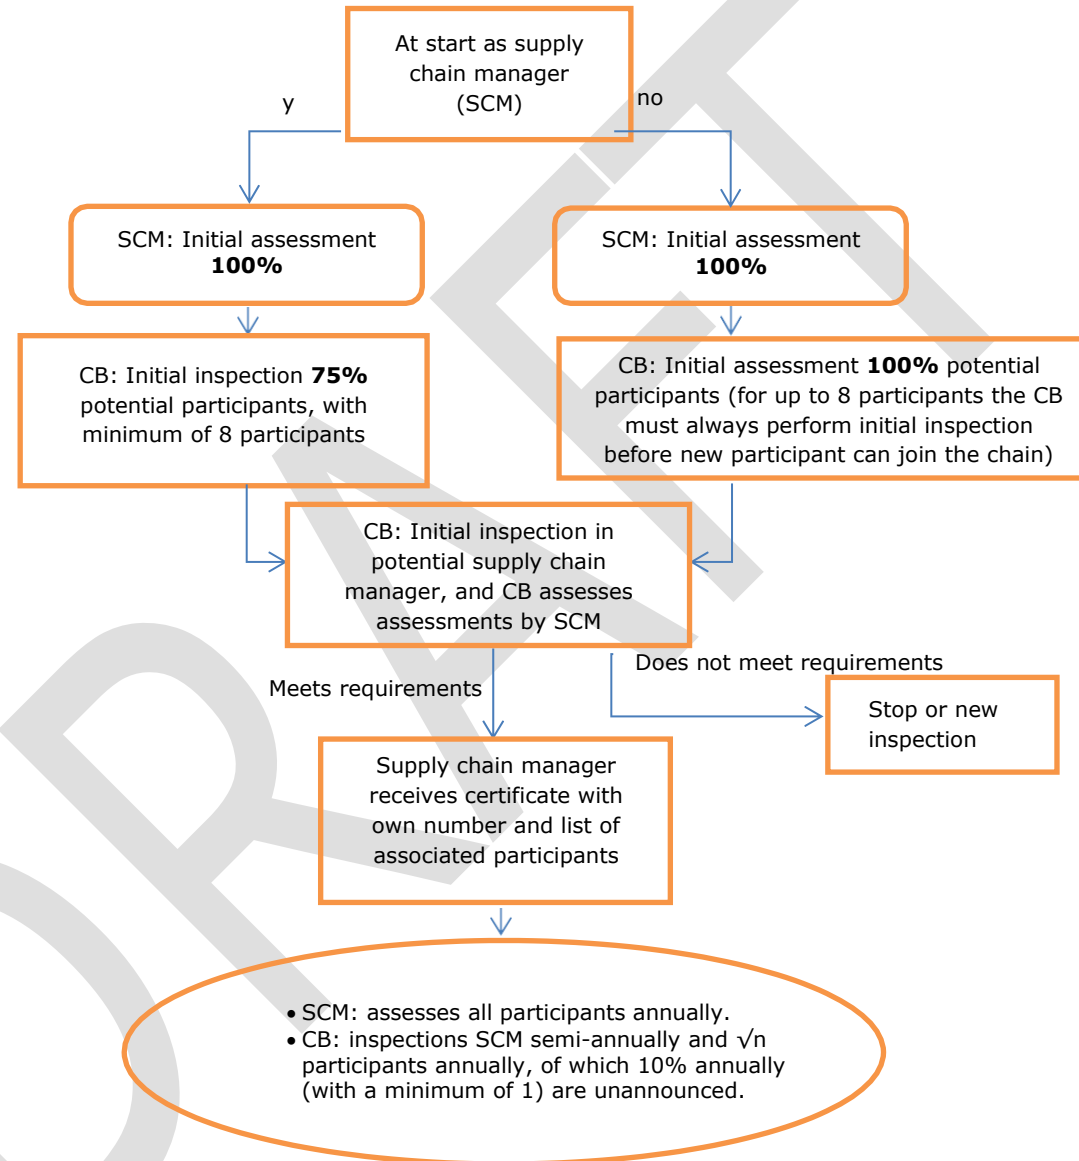 At start as supply
chain manager
(SCM)
y
no
SCM: Initial assessment
100%
SCM: Initial assessment
100%
CB: Initial inspection 75%
potential participants, with
minimum of 8 participants
CB: Initial assessment 100% potential
participants (for up to 8 participants the CB
must always perform initial inspection
before new participant can join the chain)
CB: Initial inspection in
potential supply chain
manager, and CB assesses
assessments by SCM
Does not meet requirements
Meets requirements
Stop or new
inspection
Supply chain manager
receives certificate with
own number and list of
associated participants
• SCM: assesses all participants annually.
• CB: inspections SCM semi-annually and √n
participants annually, of which 10% annually
(with a minimum of 1) are unannounced.
DRAFT